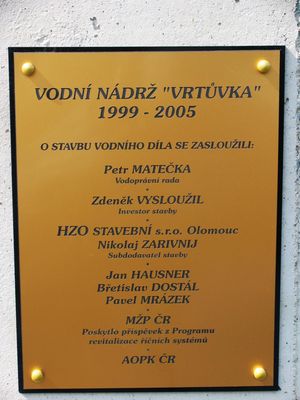 VODNÍ NÁDRŽ "VRTŮVKA"
1999 - 2005
O STAVBU VODNÍHO DÍLA SE ZASLOUŽILI:
Petr MATEČKA
Vodoprávní rada
•
Zdeněk VYSLOUŽIL
Investor stavby
•
HZO STAVEBNÍ s.r.o. Olomouc
Nikolaj ZARIVNIJ
Subdodavatel stavby
•
Jan HAUSNER
Břetislav DOSTÁL
Pavel MRÁZEK
•
MŽP ČR
Poskytlo příspěvek z Programu
revitalizace říčních systémů
•
AOPK ČR